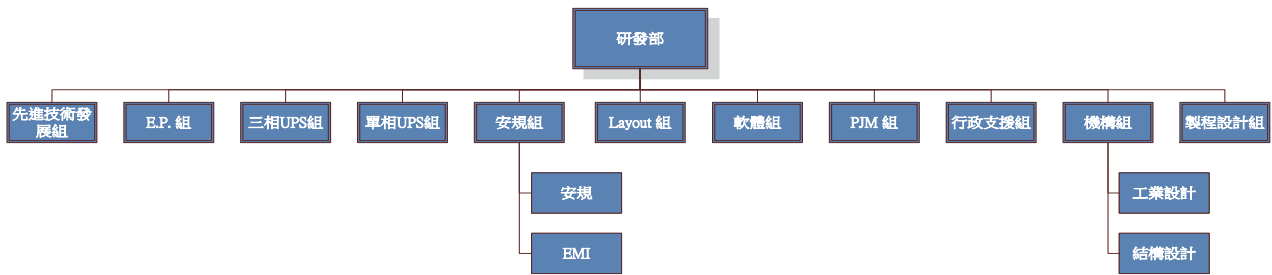 研發部
先進技術發
展組
E.P. 組
三相UPS組
單相UPS組
安規組
Layout 組
軟體組
PJM 組
行政支援組
機構組
製程設計組
安規
工業設計
EMI
結構設計